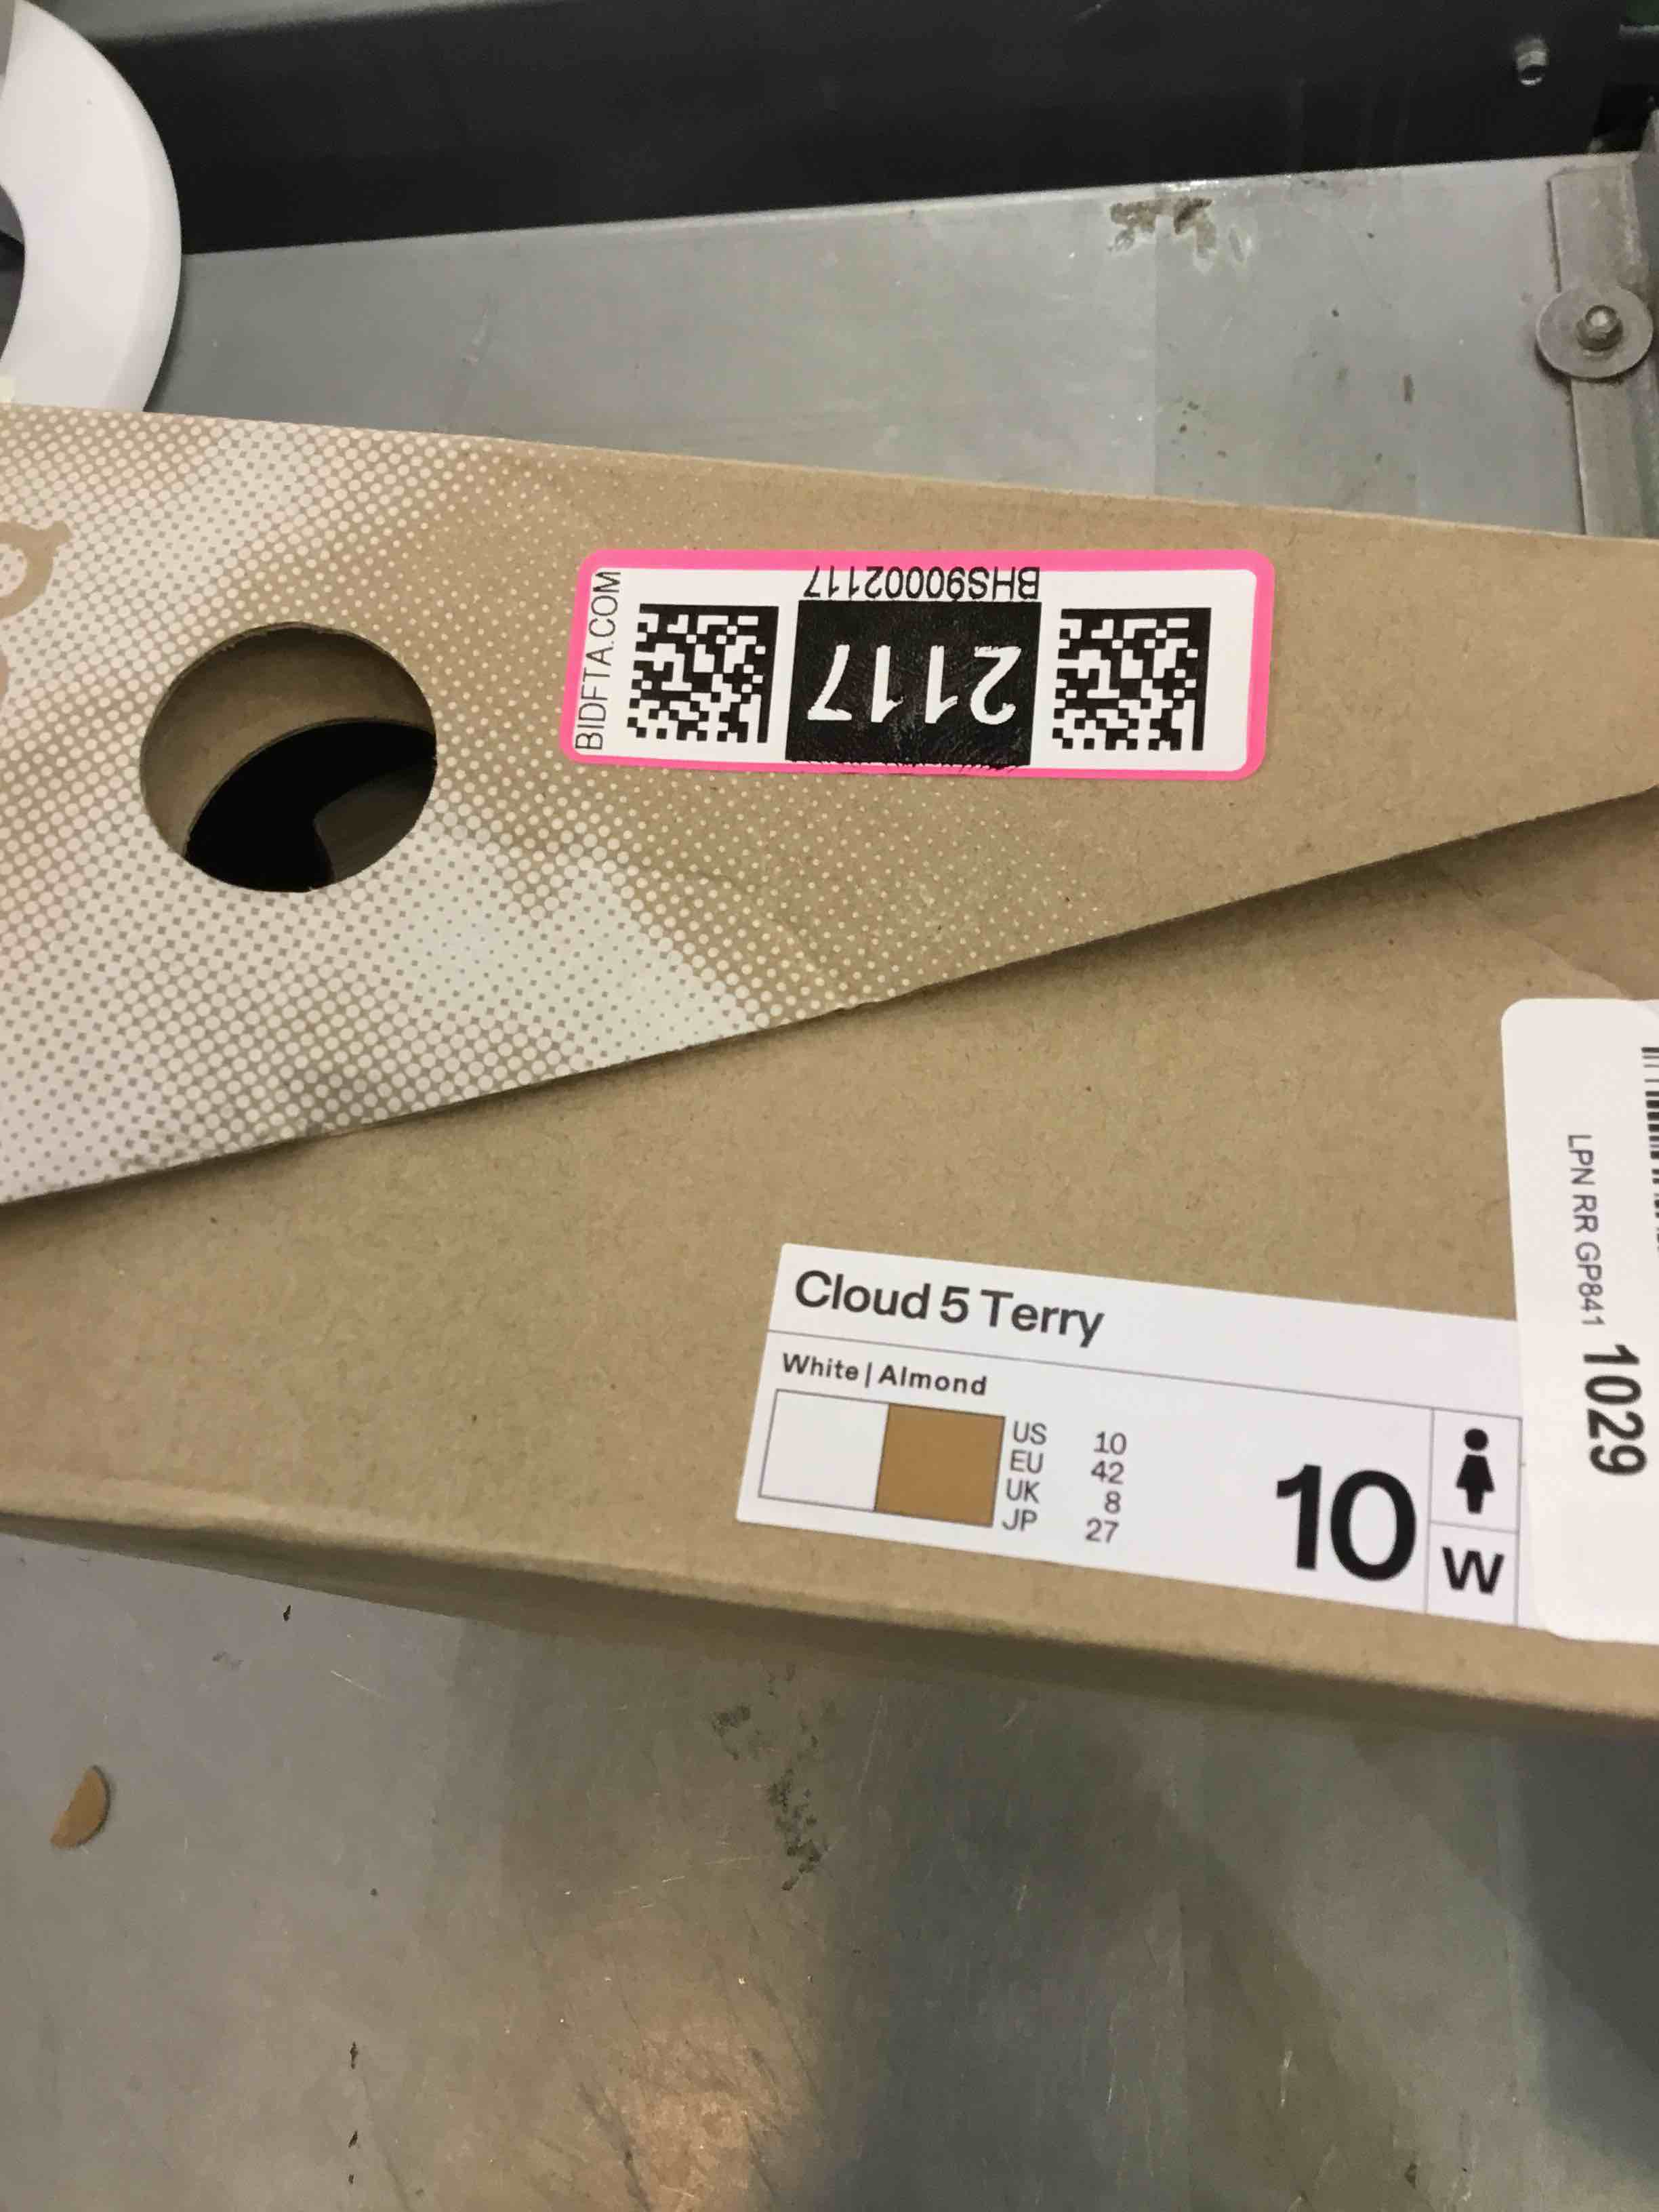 BIDFTA.COM
BHS90002117
2117
Cloud 5 Terry
White | Almond
US 10
EU 42
UK 8
JP 27
10
W
LPN RR GP841 1029